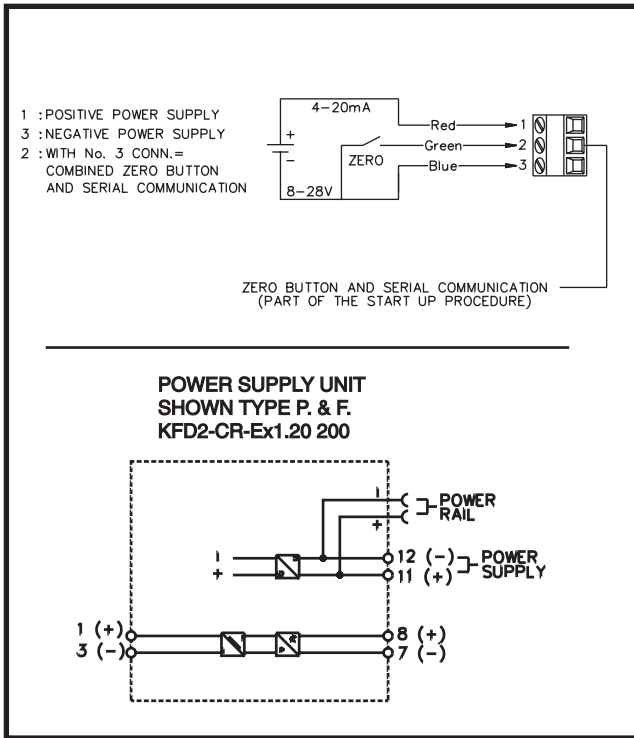 1 :POSITIVE POWER SUPPLY
3 :NEGATIVE POWER SUPPLY
2 :WITH No. 3 CONN.=
COMBINED ZERO BUTTON
AND SERIAL COMMUNICATION
4-20mA
+
-
ZERO
8-28V
Red
Green
Blue
1
2
3
ZERO BUTTON AND SERIAL COMMUNICATION
(PART OF THE START UP PROCEDURE)
POWER SUPPLY UNIT
SHOWN TYPE P. & F.
KFD2-CR-Ex1.20 200
I
+
POWER
RAIL
I
+
12 (-)
11 (+)
POWER
SUPPLY
1 (+)
3 (-)
8 (+)
7 (-)